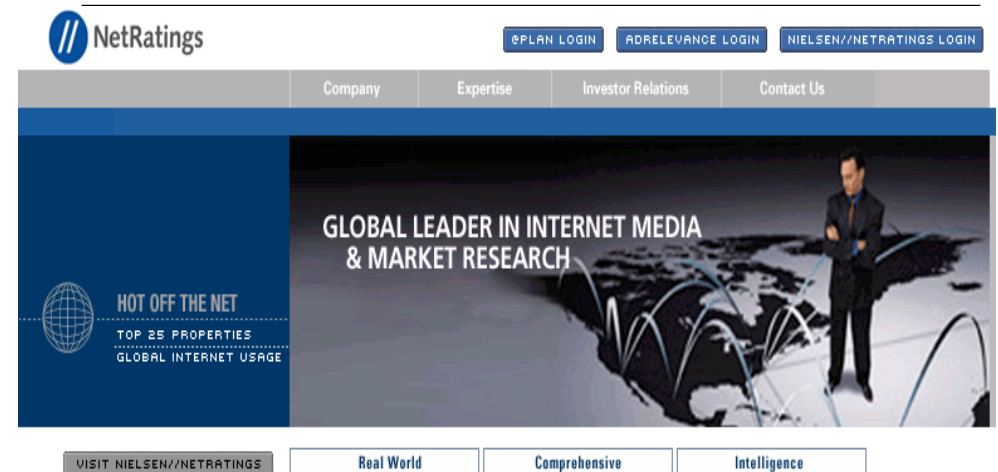 // NetRatings
@PLAN LOGIN ADRELEVANCE LOGIN NIELSEN//NETRATINGS LOGIN
Company Expertise Investor Relations Contact Us
GLOBAL LEADER IN INTERNET MEDIA
& MARKET RESEARCH
HOT OFF THE NET
TOP 25 PROPERTIES
GLOBAL INTERNET USAGE
VISIT NIELSEN//NETRATINGS Real World Comprehensive Intelligence